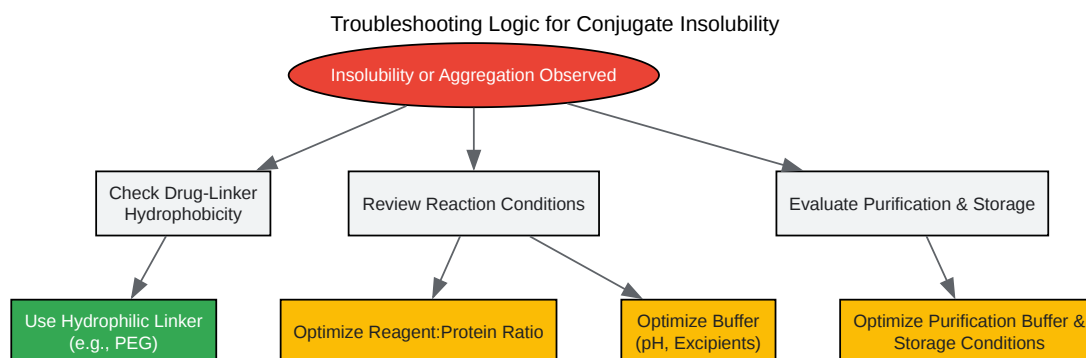 Troubleshooting Logic for Conjugate Insolubility
Insolubility or Aggregation Observed
Check Drug-Linker
Hydrophobicity
Review Reaction Conditions
Evaluate Purification & Storage
Use Hydrophilic Linker
(e.g., PEG)
Optimize Reagent:Protein Ratio
Optimize Buffer
(pH, Excipients)
Optimize Purification Buffer &
Storage Conditions